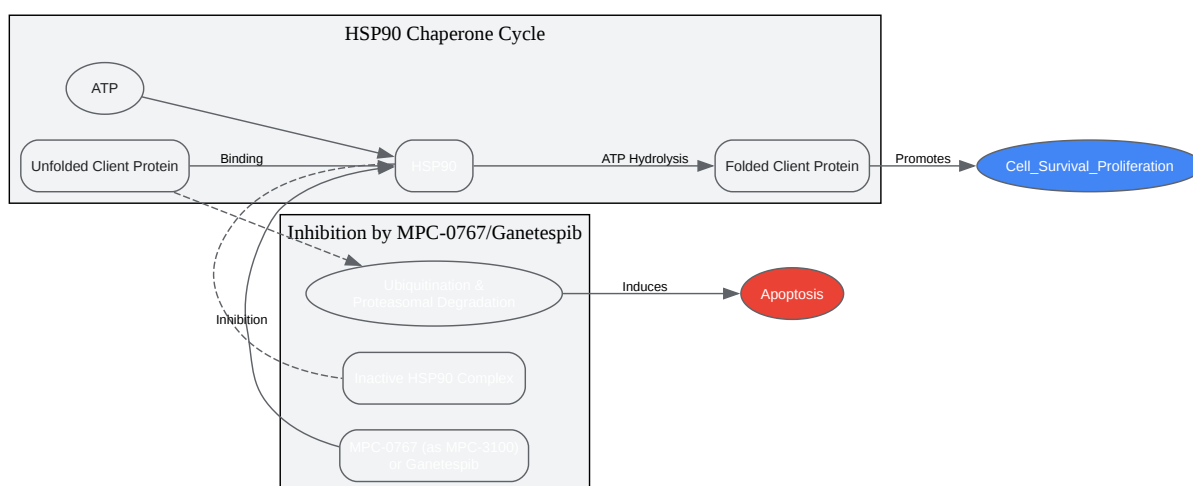 HSP90 Chaperone Cycle
ATP
Unfolded Client Protein
Binding
HSP90
ATP Hydrolysis
Folded Client Protein
Promotes
Cell_Survival_Proliferation
Inhibition by MPC-0767/Ganetespib
Ubiquitination &
Proteasomal Degradation
Induces
Apoptosis
Inhibition
Inactive HSP90 Complex
MPC-0767 (as MPC-3100)
or Ganetespib